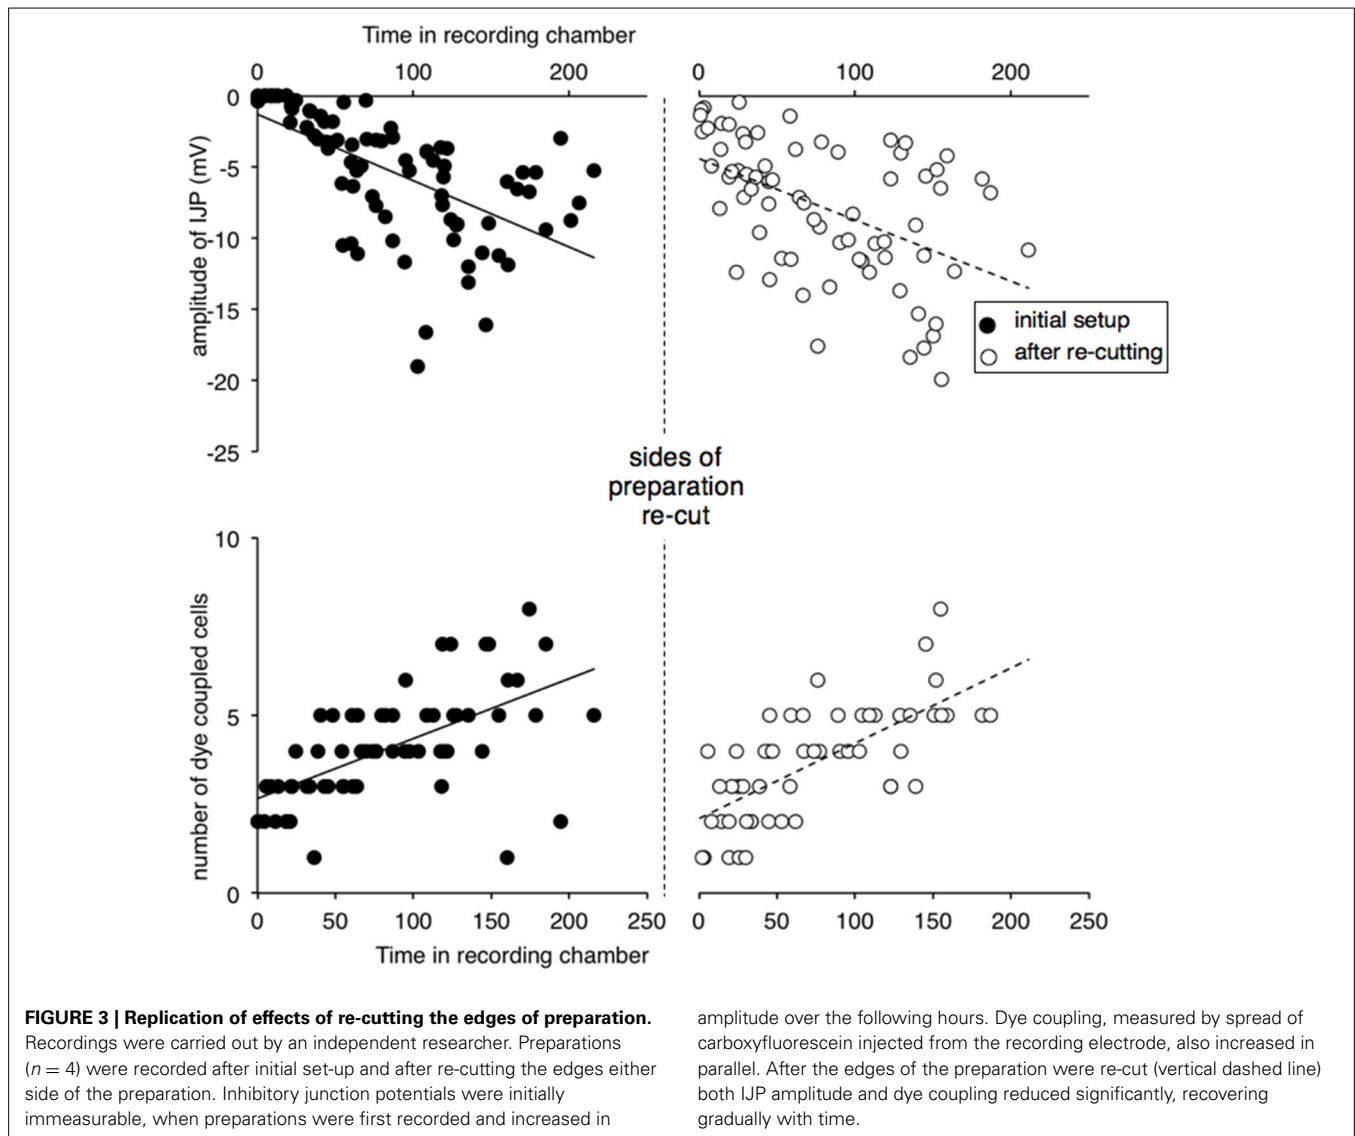 Time in recording chamber
0 100 200
0 100 200
0
-5
-10
-15
-20
-25
amplitude of IJP (mV)
initial setup
after re-cutting
sides of
preparation
re-cut
10
5
0
number of dye coupled cells
0 50 100 150 200 250
0 50 100 150 200 250
Time in recording chamber
FIGURE 3 | Replication of effects of re-cutting the edges of preparation.
Recordings were carried out by an independent researcher. Preparations
(n = 4) were recorded after initial set-up and after re-cutting the edges either
side of the preparation. Inhibitory junction potentials were initially
immeasurable, when preparations were first recorded and increased in
amplitude over the following hours. Dye coupling, measured by spread of
carboxyfluorescein injected from the recording electrode, also increased in
parallel. After the edges of the preparation were re-cut (vertical dashed line)
both IJP amplitude and dye coupling reduced significantly, recovering
gradually with time.